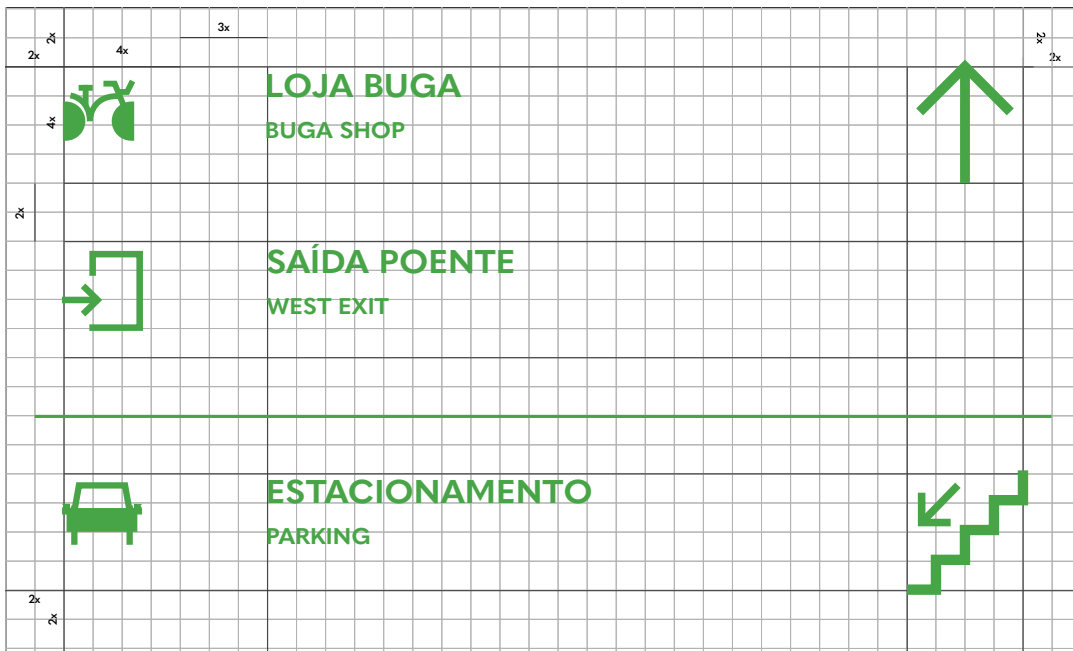 3x
2x
2x
4x
2x
2x
LOJA BUGA
4x
BUGA SHOP
2x
SAÍDA POENTE
WEST EXIT
ESTACIONAMENTO
PARKING
2x
2x